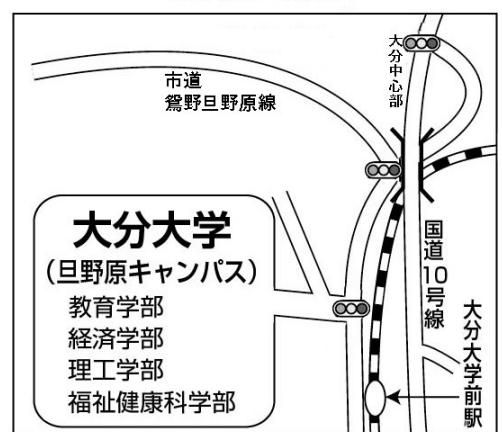 大分中心部
市道
鴛野旦野原線
大分大学
(旦野原キャンパス)
教育学部
経済学部
理工学部
福祉健康科学部
国道10号線
大分大学前駅